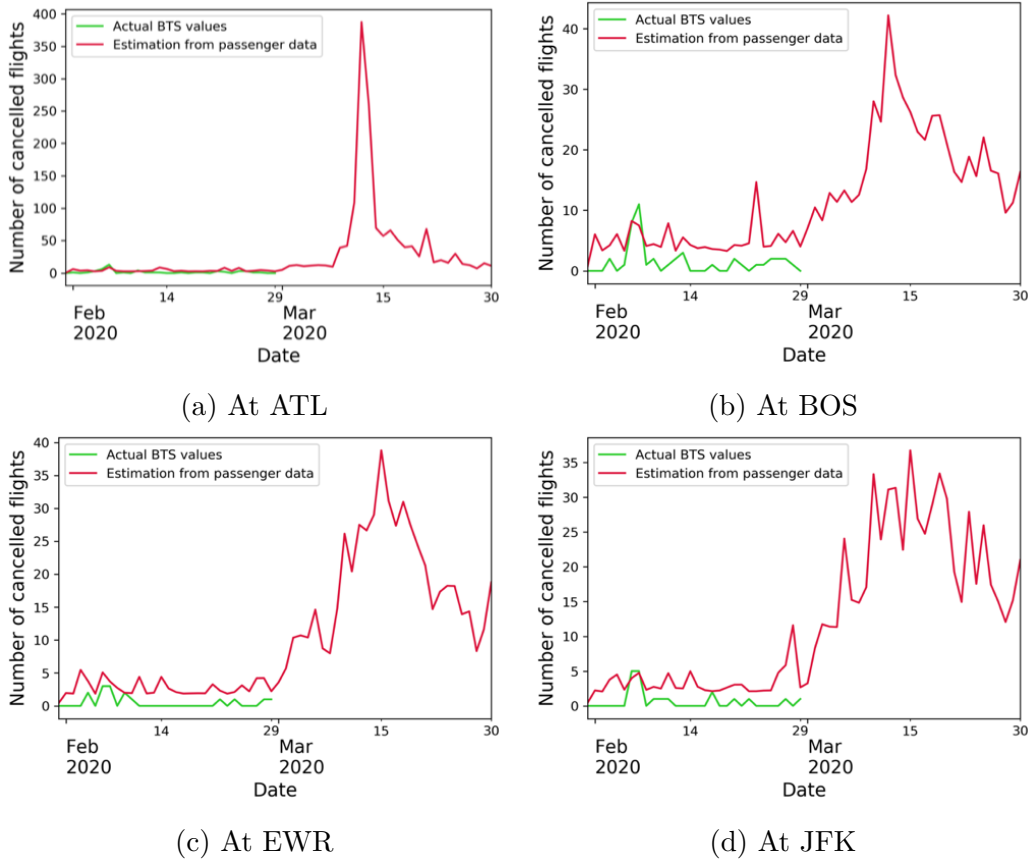 Number of cancelled flights
400
350
300
250
200
150
100
50
0
Actual BTS values
Estimation from passenger data
Feb
2020
14
29
Mar
2020
15
30
Date
(a) At ATL
Number of cancelled flights
40
30
20
10
0
Actual BTS values
Estimation from passenger data
Feb
2020
14
29
Mar
2020
15
30
Date
(b) At BOS
Number of cancelled flights
40
35
30
25
20
15
10
5
0
Actual BTS values
Estimation from passenger data
Feb
2020
14
29
Mar
2020
15
30
Date
(c) At EWR
Number of cancelled flights
35
30
25
20
15
10
5
0
Actual BTS values
Estimation from passenger data
Feb
2020
14
29
Mar
2020
15
30
Date
(d) At JFK